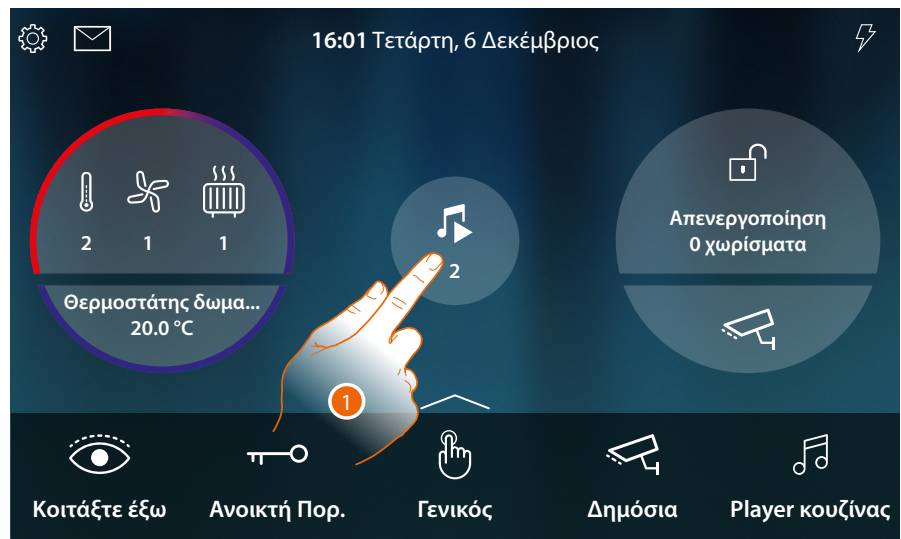 16:01 Τετάρτη, 6 Δεκέμβριος
2 1 1
Θερμοστάτης δωμα...
20.0 °C
2
Απενεργοποίηση
0 χωρίσματα
1
Κοιτάξτε έξω
Ανοικτή Πορ.
Γενικός
Δημόσια
Player κουζίνας